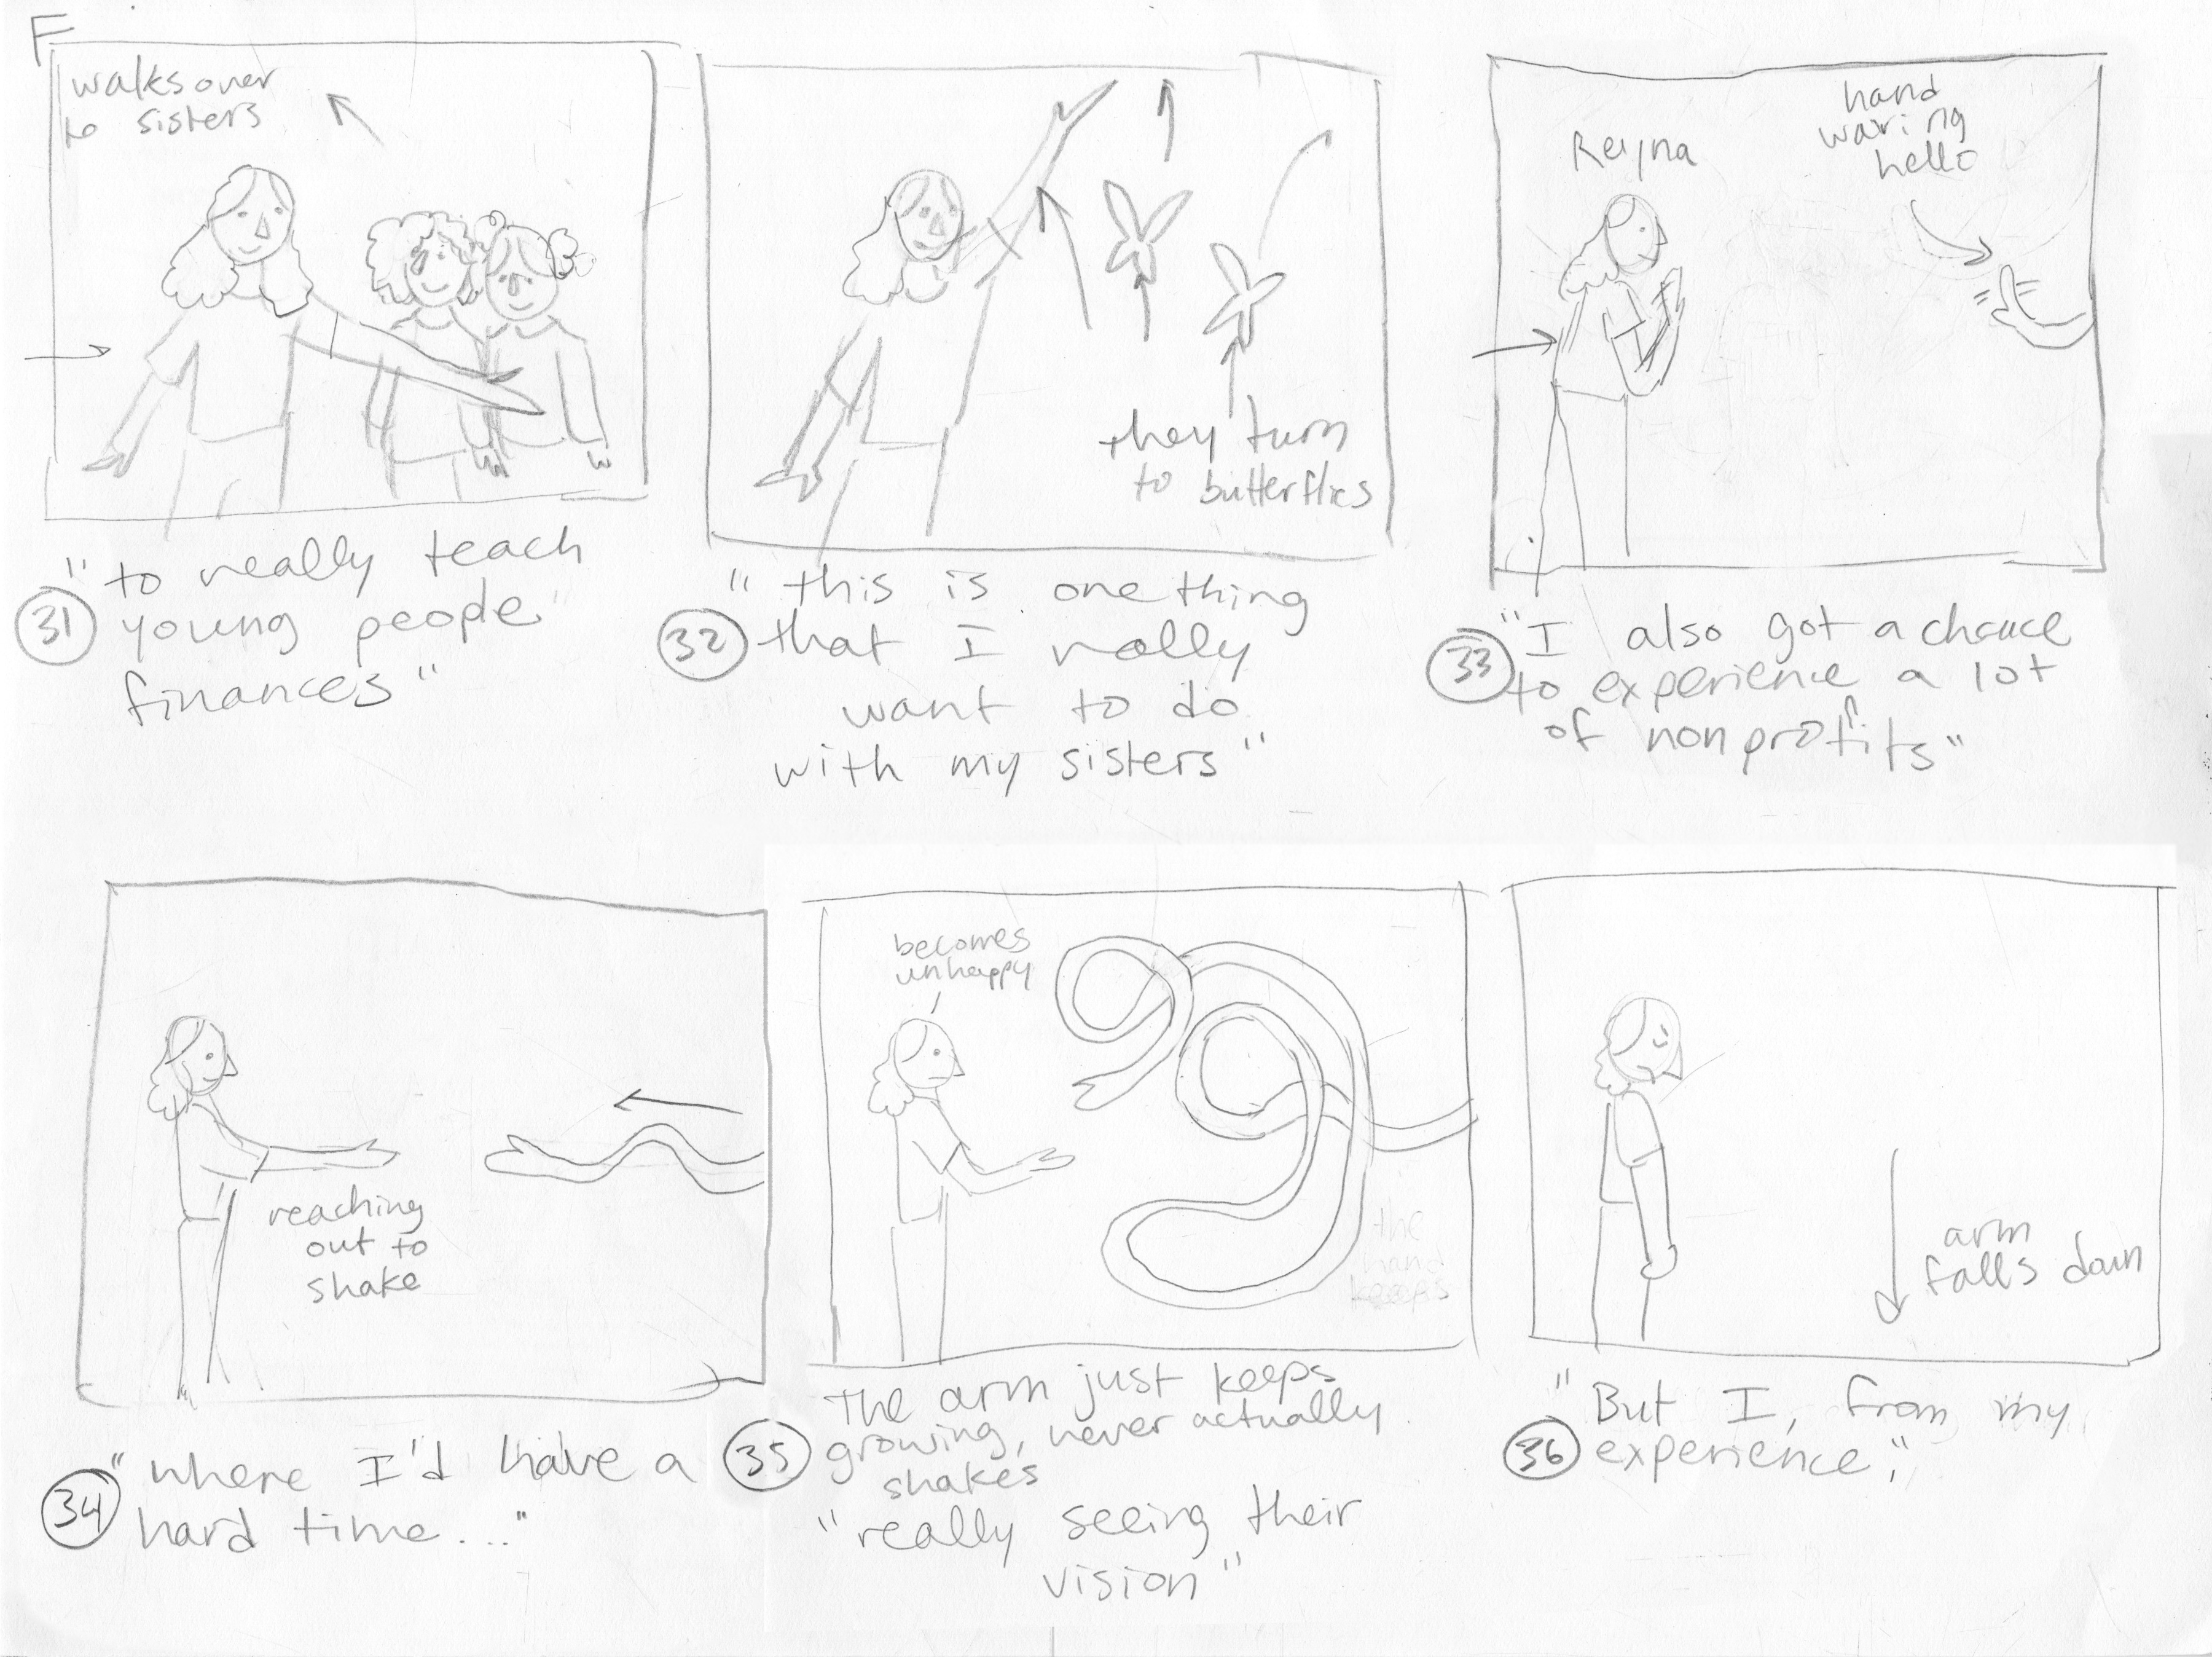 F
walks over
to sisters
"to really teach
31 young people
finances"
they turn
to butterflies
"this is one thing
32 that I really
want to do
with my sisters"
Reyna
hand
waving
hello
"I also got a chance
33 to experience a lot
of nonprofits"
reaching
out to
shake
"where I'd have a
34 hard time..."
becomes
unhappy
the
hand
keeps
The arm just keeps
35 growing, never actually
shakes
"really seeing their
vision"
arm
falls down
"But I, from my
36 experience,"